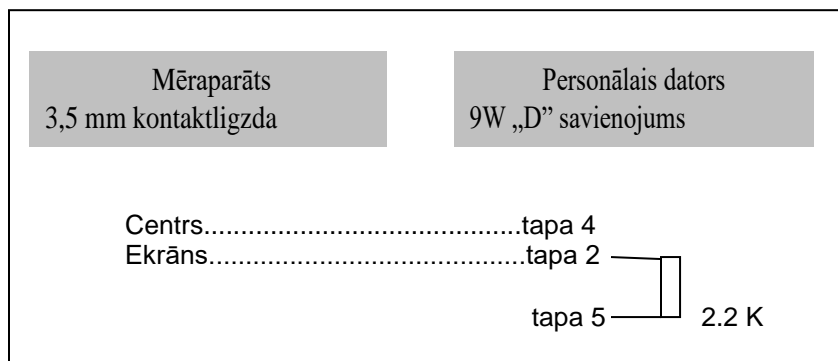 Mēraparāts
3,5 mm kontaktligzda
Personālais dators
9W „D” savienojums
Centrs...........................................tapa 4
Ekrāns...........................................tapa 2
tapa 5
2.2 K